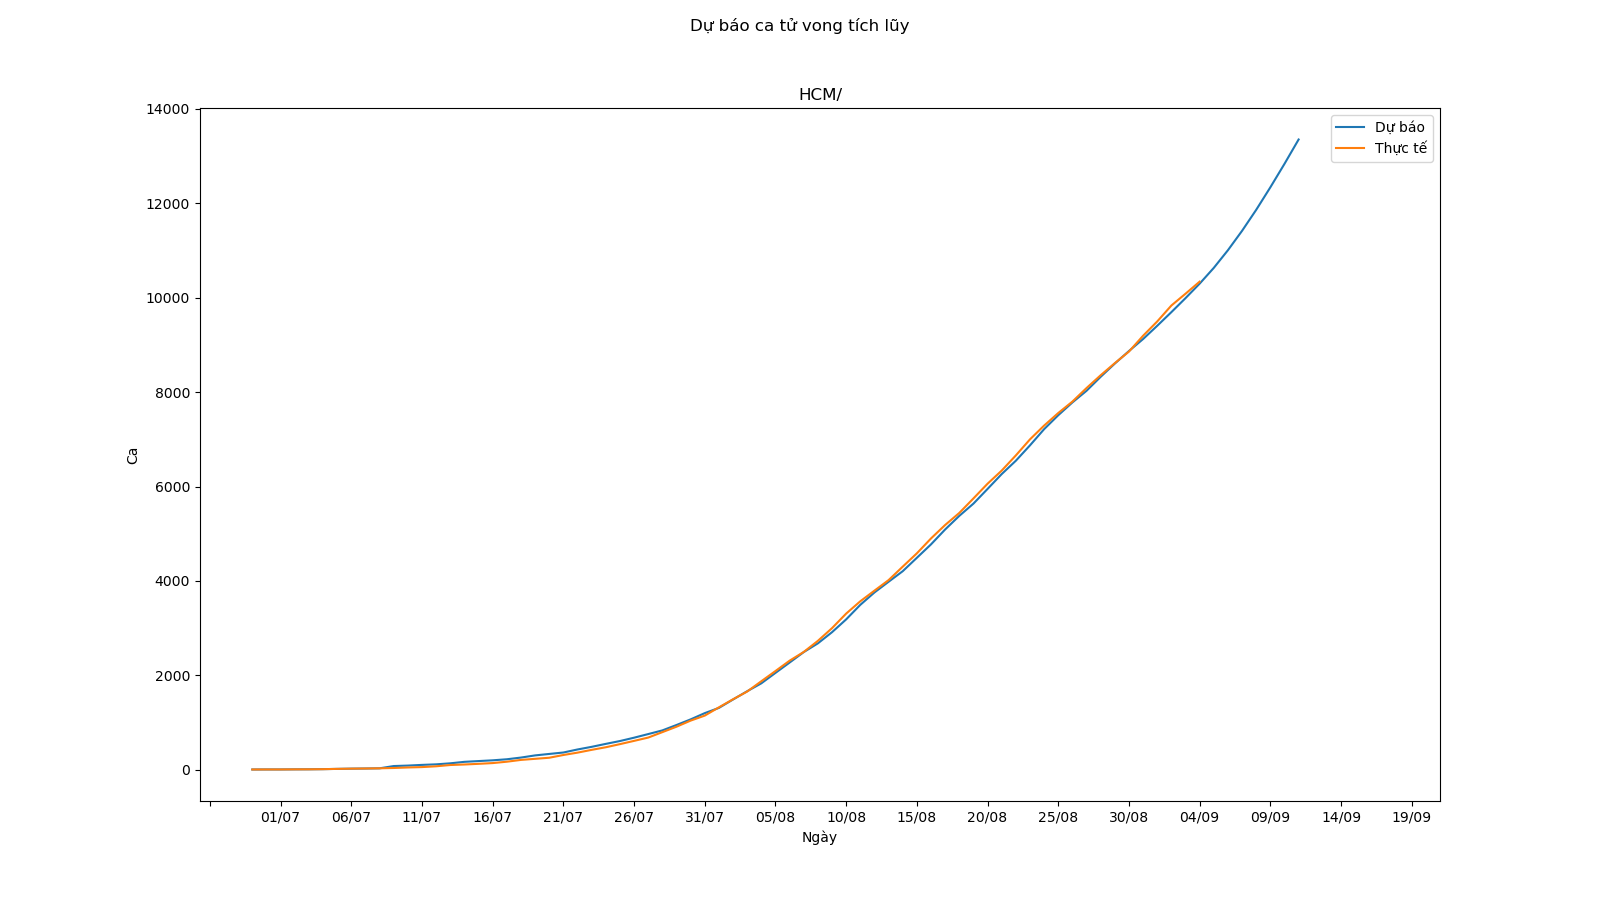 Dự báo ca tử vong tích lũy
HCM/
14000
12000
10000
8000
6000
4000
2000
0
Ca
Dự báo
Thực tế
01/07 06/07 11/07 16/07 21/07 26/07 31/07 05/08 10/08 15/08 20/08 25/08 30/08 04/09 09/09 14/09 19/09
Ngày